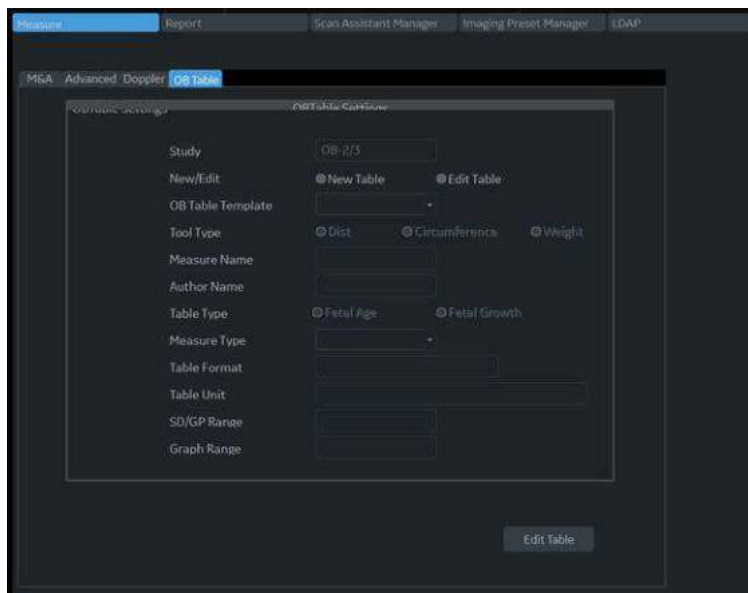 Measure Report Scan Assistant Manager Imaging Preset Manager LDAP
M&A Advanced Doppler OB Table
OBTable Settings OBTable Settings
Study OB-2/3
New/Edit New Table Edit Table
OB Table Template
Tool Type Dist Circumference Weight
Measure Name
Author Name
Table Type Fetal Age Fetal Growth
Measure Type
Table Format
Table Unit
SD/GP Range
Graph Range
Edit Table